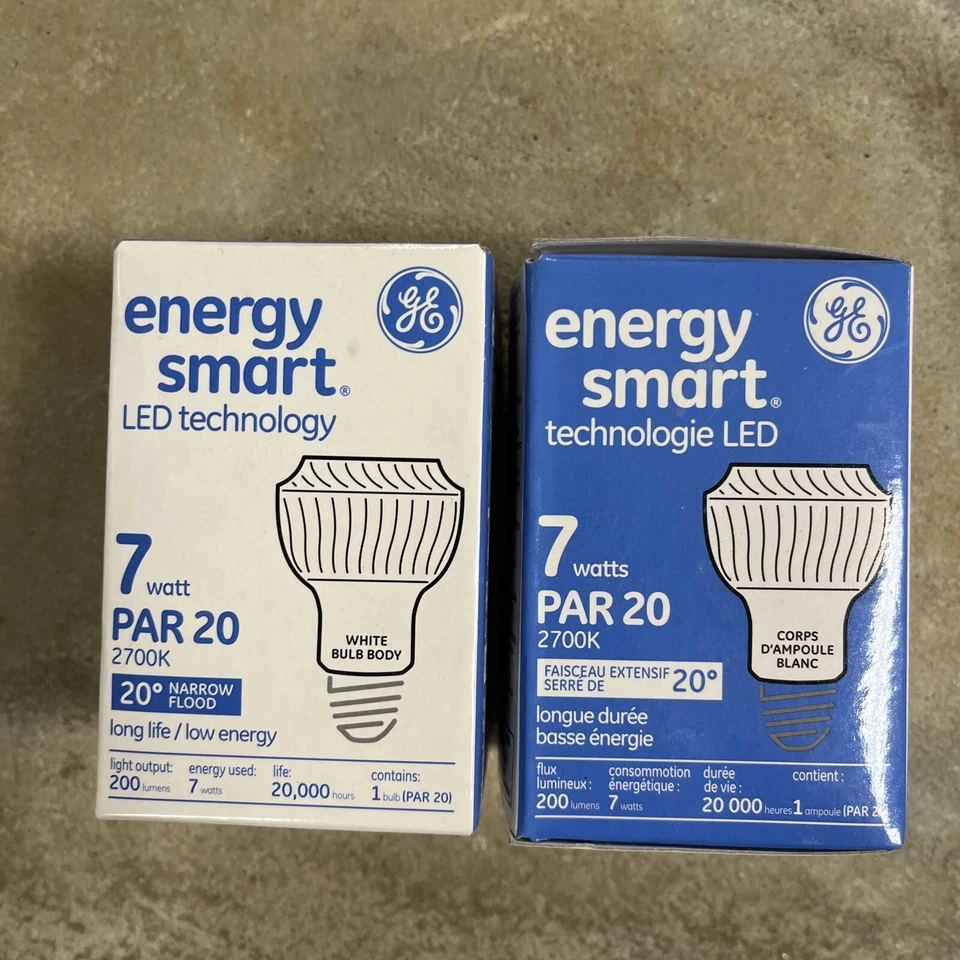 energy
smart®
LED technology
GE
7 watt
PAR 20
2700K
20° NARROW
FLOOD
long life / low energy
WHITE
BULB BODY
light output:
200 lumens
energy used:
7 watts
life:
20,000 hours
contains:
1 bulb (PAR 20)
energy
smart®
technologie LED
GE
7 watts
PAR 20
2700K
FAISCEAU EXTENSIF
SERRÉ DE 20°
longue durée
basse énergie
CORPS
D'AMPOULE
BLANC
flux
lumineux :
200 lumens
consommotion
énergétique :
7 watts
durée
de vie :
20 000 heures
contient :
1 ampoule (PAR 20)